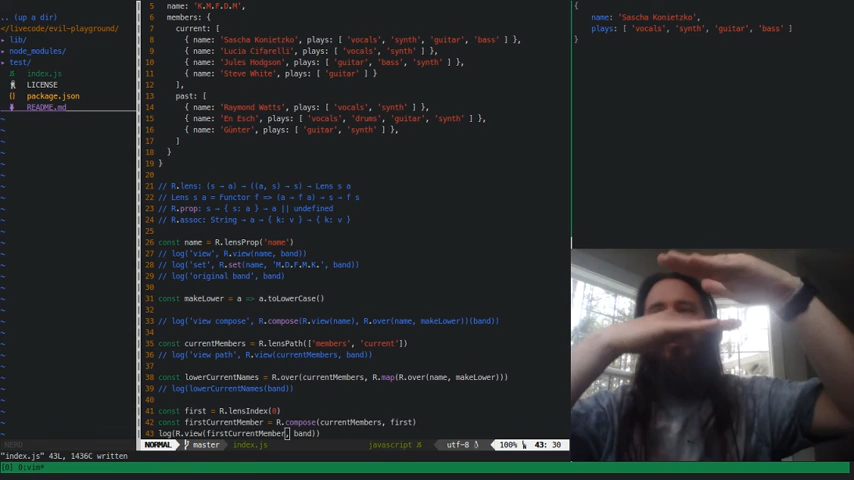 .. (up a dir)
</livecode/evil-playground/
▸ lib/
▸ node_modules/
▾ test/
index.js
LICENSE
{} package.json
README.md
~
NERD
5 name: 'K.M.F.D.M',
6 members: {
7 current: [
8 { name: 'Sascha Konietzko', plays: [ 'vocals', 'synth', 'guitar', 'bass' ] },
9 { name: 'Lucia Cifarelli', plays: [ 'vocals', 'synth' ] },
10 { name: 'Jules Hodgson', plays: [ 'guitar', 'bass', 'synth' ] },
11 { name: 'Steve White', plays: [ 'guitar' ] }
12 ],
13 past: [
14 { name: 'Raymond Watts', plays: [ 'vocals', 'synth' ] },
15 { name: 'En Esch', plays: [ 'vocals', 'drums', 'guitar', 'synth' ] },
16 { name: 'Günter', plays: [ 'guitar', 'synth' ] },
17 ]
18 }
19 }
20
21 // R.lens: (s → a) → ((a, s) → s) → Lens s a
22 // Lens s a = Functor f => (a → f a) → s → f s
23 // R.prop: s → { s: a } → a || undefined
24 // R.assoc: String → a → { k: v } → { k: v }
25
26 const name = R.lensProp('name')
27 // log('view', R.view(name, band))
28 // log('set', R.set(name, 'M.D.F.M.K.', band))
29 // log('original band', band)
30
31 const makeLower = a => a.toLowerCase()
32
33 // log('view compose', R.compose(R.view(name), R.over(name, makeLower))(band))
34
35 const currentMembers = R.lensPath(['members', 'current'])
36 // log('view path', R.view(currentMembers, band))
37
38 const lowerCurrentNames = R.over(currentMembers, R.map(R.over(name, makeLower)))
39 // log(lowerCurrentNames(band))
40
41 const first = R.lensIndex(0)
42 const firstCurrentMember = R.compose(currentMembers, first)
43 log(R.view(firstCurrentMember, band))
NORMAL master index.js javascript utf-8 100% 43: 30
"index.js" 43L, 1436C written
[0] 0:vim*
{
name: 'Sascha Konietzko',
plays: [ 'vocals', 'synth', 'guitar', 'bass' ]
}